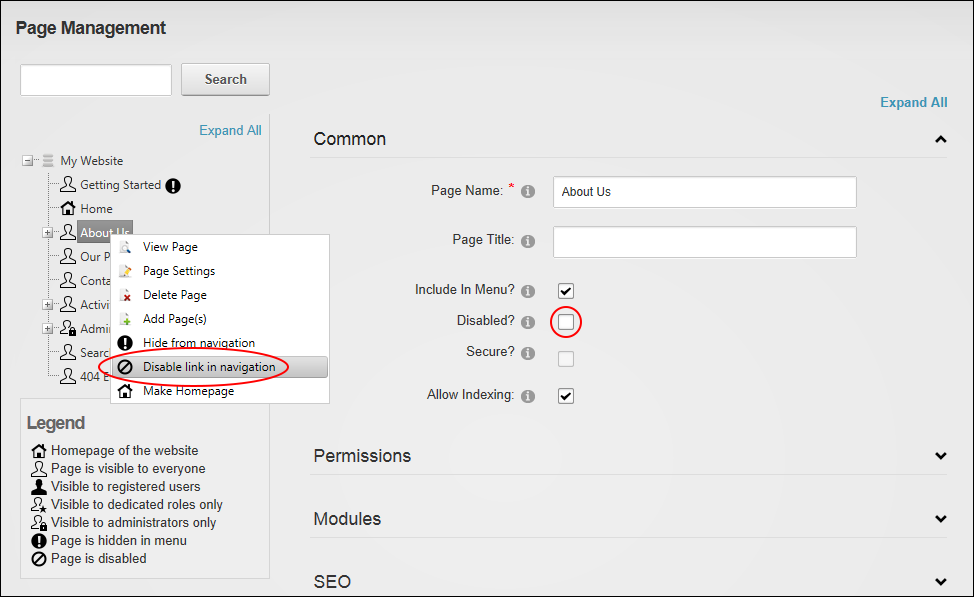 Page Management
Search
Expand All
Expand All
My Website
Getting Started
Home
About Us
Our P
Conta
Activi
Admin
Searc
404 E
View Page
Page Settings
Delete Page
Add Page(s)
Hide from navigation
Disable link in navigation
Make Homepage
Legend
Homepage of the website
Page is visible to everyone
Visible to registered users
Visible to dedicated roles only
Visible to administrators only
Page is hidden in menu
Page is disabled
Common
Page Name: * About Us
Page Title:
Include In Menu?
Disabled?
Secure?
Allow Indexing:
Permissions
Modules
SEO